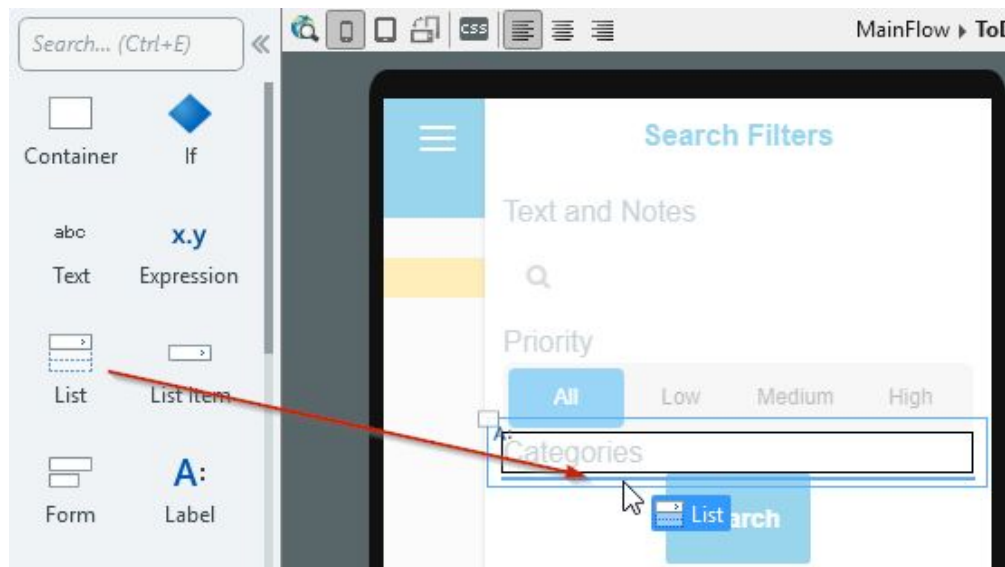 Search... (Ctrl+E)
css
MainFlow ToD
Container
If
abc
Text
x.y
Expression
List
List Item
Form
A:
Label
Search Filters
Text and Notes
Priority
All
Low
Medium
High
A:
Categories
List
arch